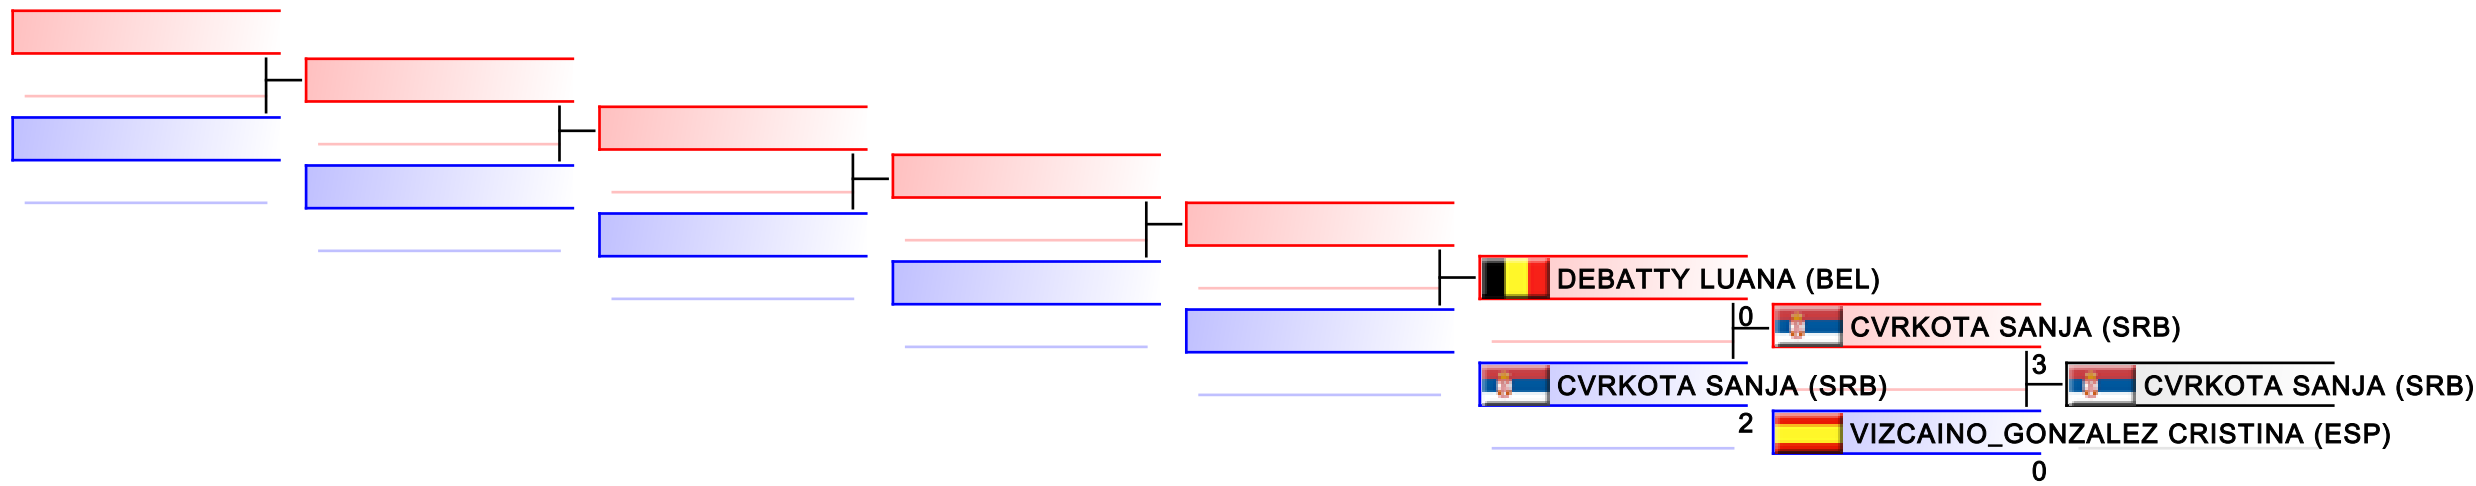 DEBATTY LUANA (BEL)
0
CVRKOTA SANJA (SRB)
2
CVRKOTA SANJA (SRB)
3
VIZCAINO_GONZALEZ CRISTINA (ESP)
0
CVRKOTA SANJA (SRB)